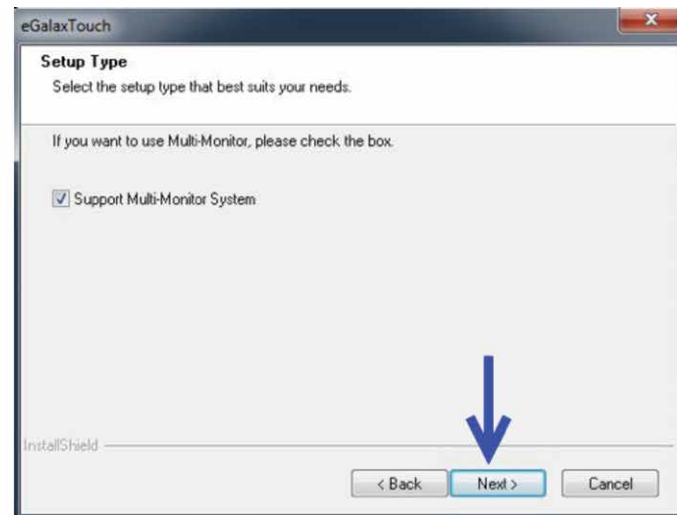 eGalaxTouch
Setup Type
Select the setup type that best suits your needs.
If you want to use Multi-Monitor, please check the box.
Support Multi-Monitor System
InstallShield
< Back Next > Cancel